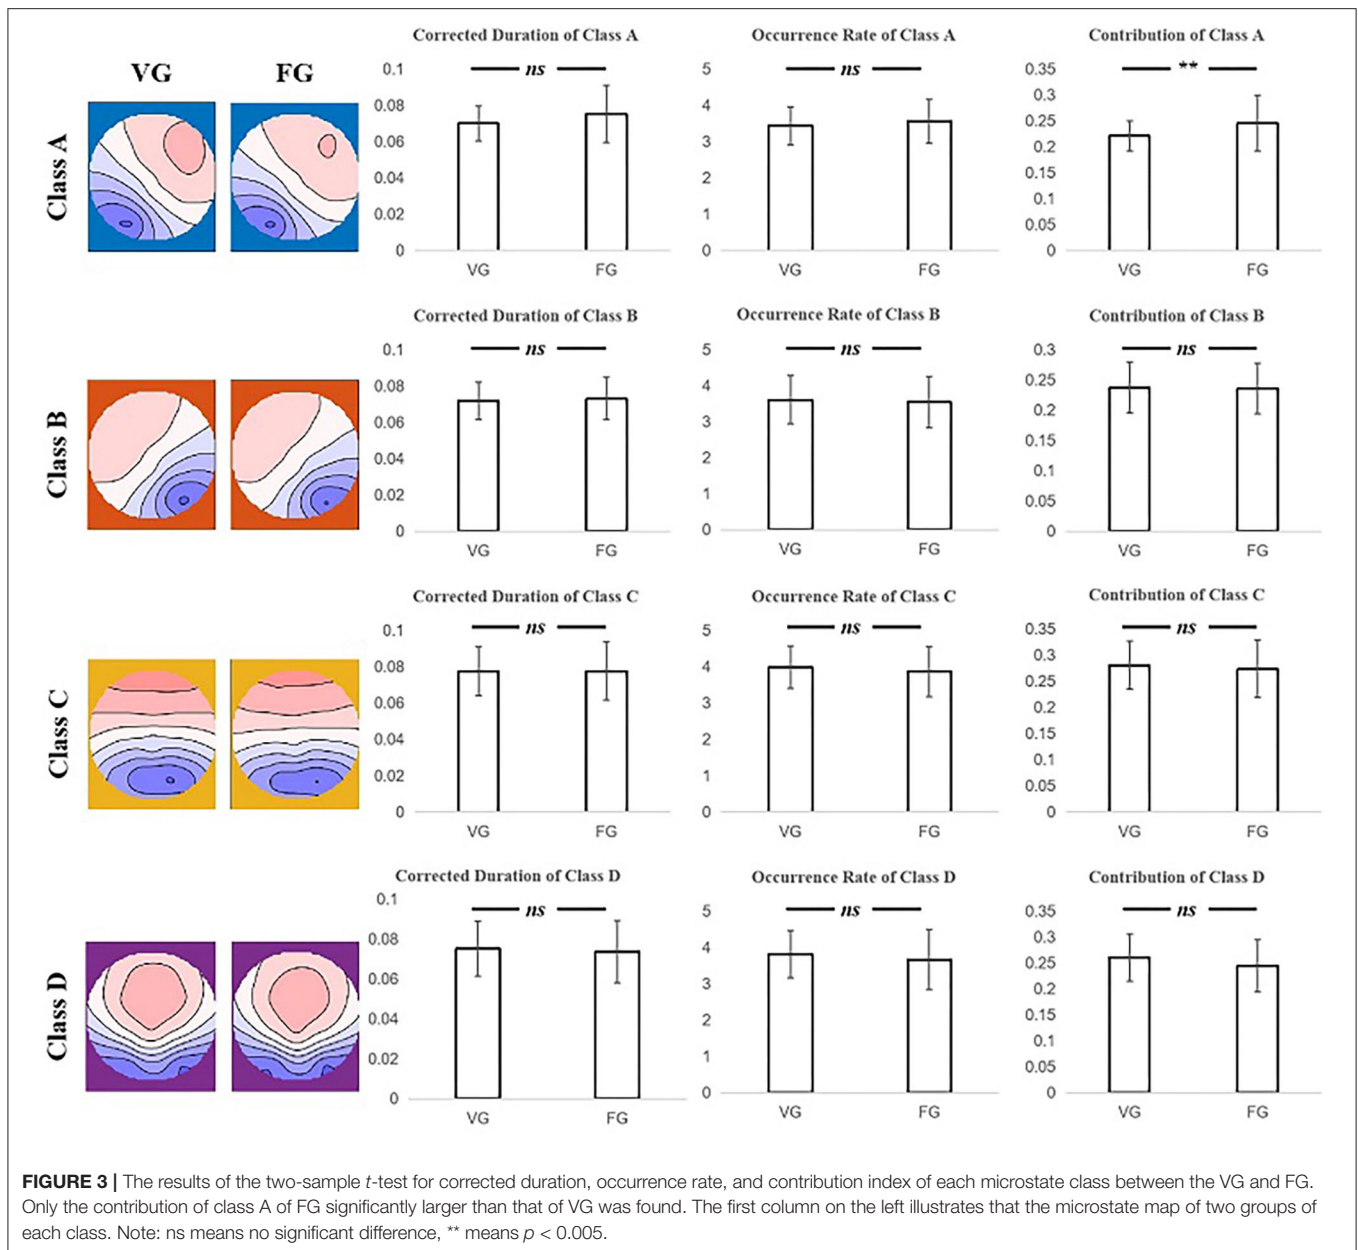 Corrected Duration of Class A
Occurrence Rate of Class A
Contribution of Class A
VG
FG
Class A
0.1
0.08
0.06
0.04
0.02
0
ns
VG
FG
5
4
3
2
1
0
ns
VG
FG
0.35
0.3
0.25
0.2
0.15
0.1
0.05
0
**
VG
FG
Corrected Duration of Class B
Occurrence Rate of Class B
Contribution of Class B
Class B
0.1
0.08
0.06
0.04
0.02
0
ns
VG
FG
5
4
3
2
1
0
ns
VG
FG
0.3
0.25
0.2
0.15
0.1
0.05
0
ns
VG
FG
Corrected Duration of Class C
Occurrence Rate of Class C
Contribution of Class C
Class C
0.1
0.08
0.06
0.04
0.02
0
ns
VG
FG
5
4
3
2
1
0
ns
VG
FG
0.35
0.3
0.25
0.2
0.15
0.1
0.05
0
ns
VG
FG
Corrected Duration of Class D
Occurrence Rate of Class D
Contribution of Class D
Class D
0.1
0.08
0.06
0.04
0.02
0
ns
VG
FG
5
4
3
2
1
0
ns
VG
FG
0.35
0.3
0.25
0.2
0.15
0.1
0.05
0
ns
VG
FG
FIGURE 3 | The results of the two-sample t-test for corrected duration, occurrence rate, and contribution index of each microstate class between the VG and FG.
Only the contribution of class A of FG significantly larger than that of VG was found. The first column on the left illustrates that the microstate map of two groups of
each class. Note: ns means no significant difference, ** means p < 0.005.